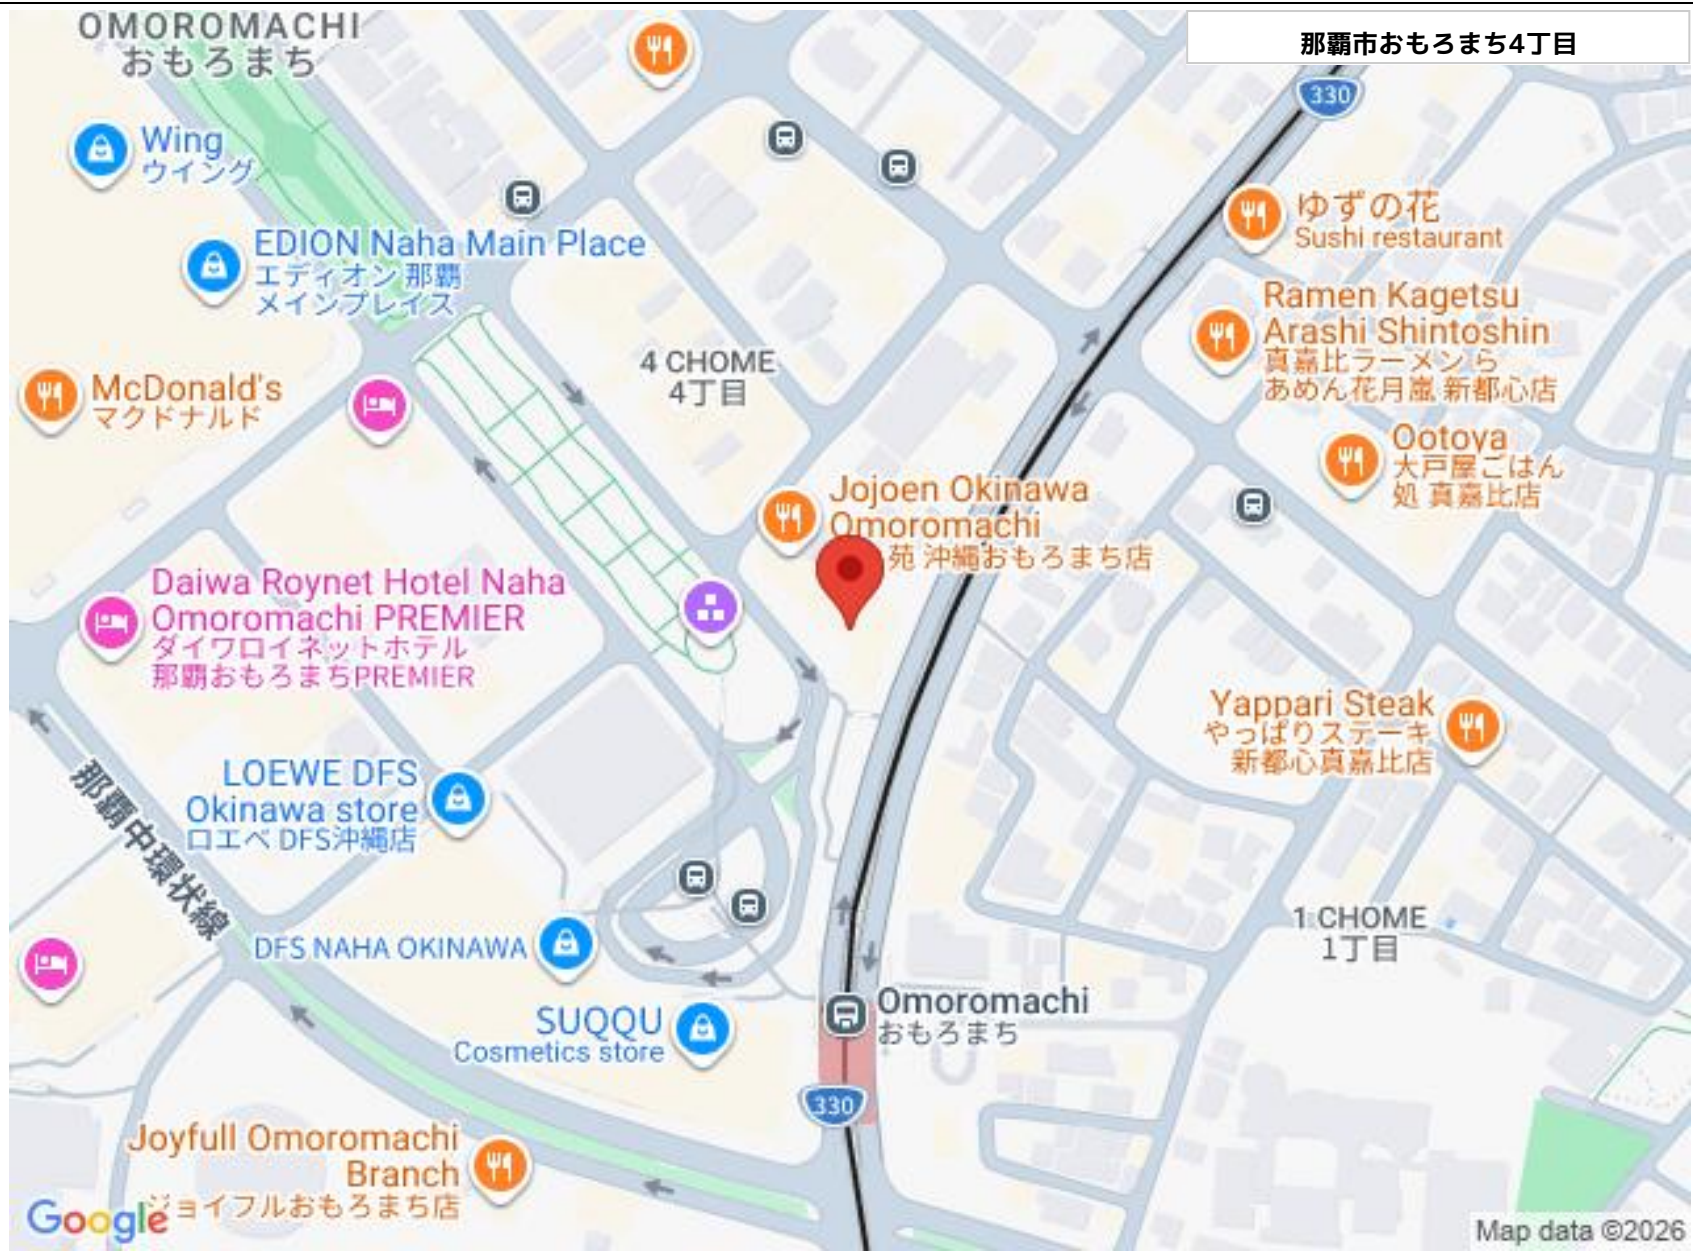 那覇市おもろまち4丁目
OMOROMACHI
おもろまち
330
Wing
ウイング
ゆずの花
Sushi restaurant
EDION Naha Main Place
エディオン 那覇
メインプレイス
Ramen Kagetsu
Arashi Shintoshin
真嘉比ラーメン ら
あめん花月嵐 新都心店
4 CHOME
4丁目
McDonald's
マクドナルド
Ootoya
大戸屋ごはん
処 真嘉比店
Jojoen Okinawa
Omoromachi
苑 沖縄おもろまち店
Daiwa Roynet Hotel Naha
Omoromachi PREMIER
ダイワロイネットホテル
那覇おもろまちPREMIER
Yappari Steak
やっぱりステーキ
新都心真嘉比店
LOEWE DFS
Okinawa store
ロエベ DFS沖縄店
那覇中環状線
1 CHOME
1丁目
DFS NAHA OKINAWA
Omoromachi
おもろまち
SUQQU
Cosmetics store
330
Joyfull Omoromachi
Branch
ジョイフルおもろまち店
Google
Map data ©2026